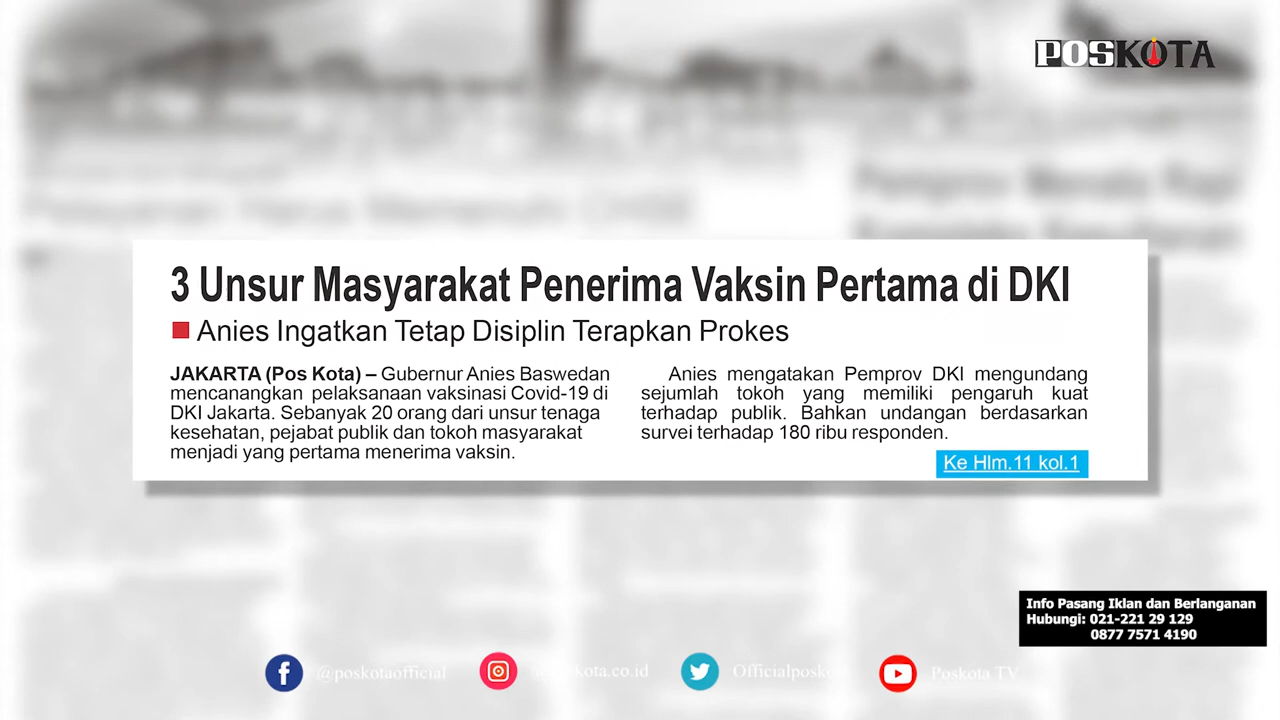 POSKOTA
3 Unsur Masyarakat Penerima Vaksin Pertama di DKI
Anies Ingatkan Tetap Disiplin Terapkan Prokes
JAKARTA (Pos Kota) – Gubernur Anies Baswedan
mencanangkan pelaksanaan vaksinasi Covid-19 di
DKI Jakarta. Sebanyak 20 orang dari unsur tenaga
kesehatan, pejabat publik dan tokoh masyarakat
menjadi yang pertama menerima vaksin.
Anies mengatakan Pemprov DKI mengundang
sejumlah tokoh yang memiliki pengaruh kuat
terhadap publik. Bahkan undangan berdasarkan
survei terhadap 180 ribu responden.
Ke Hlm.11 kol.1
Info Pasang Iklan dan Berlanganan
Hubungi: 021-221 29 129
0877 7571 4190
@poskotaofficial
Poskota TV